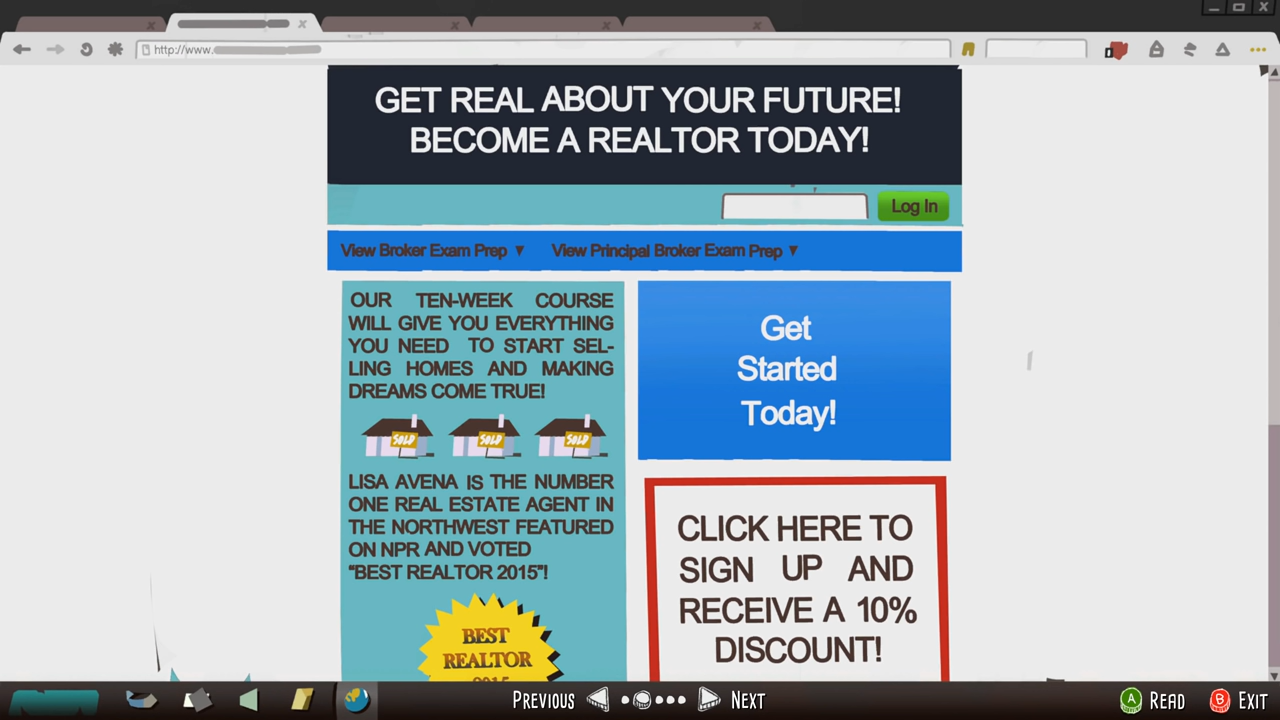 http://www.
GET REAL ABOUT YOUR FUTURE!
BECOME A REALTOR TODAY!
Log In
View Broker Exam Prep ▼ View Principal Broker Exam Prep ▼
OUR TEN-WEEK COURSE
WILL GIVE YOU EVERYTHING
YOU NEED TO START SEL-
LING HOMES AND MAKING
DREAMS COME TRUE!
SOLD SOLD SOLD
LISA AVENA IS THE NUMBER
ONE REAL ESTATE AGENT IN
THE NORTHWEST FEATURED
ON NPR AND VOTED
"BEST REALTOR 2015"!
BEST
REALTOR
2015
Get
Started
Today!
CLICK HERE TO
SIGN UP AND
RECEIVE A 10%
DISCOUNT!
PREVIOUS NEXT A READ B EXIT